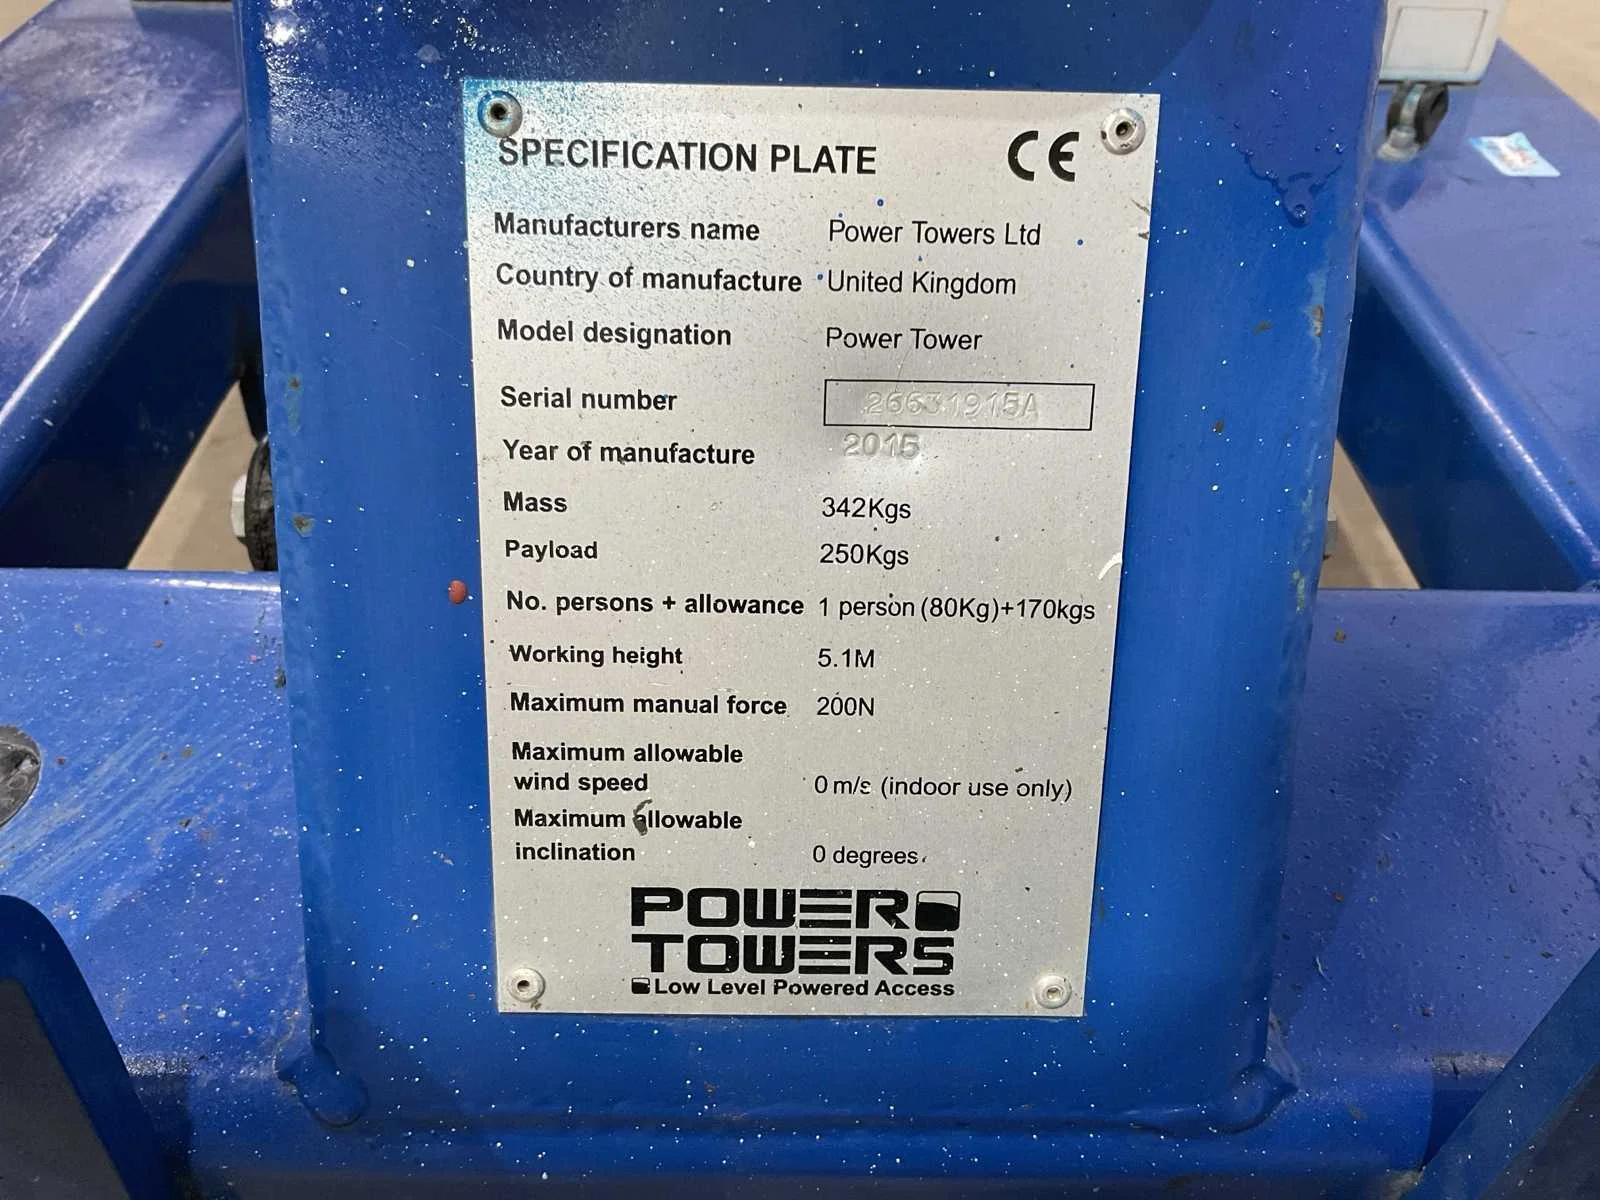 SPECIFICATION PLATE CE
Manufacturers name Power Towers Ltd
Country of manufacture United Kingdom
Model designation Power Tower
Serial number 26631915A
Year of manufacture 2015
Mass 342Kgs
Payload 250Kgs
No. persons + allowance 1 person (80Kg)+170kgs
Working height 5.1M
Maximum manual force 200N
Maximum allowable
wind speed 0 m/s (indoor use only)
Maximum allowable
inclination 0 degrees
POWER
TOWERS
Low Level Powered Access